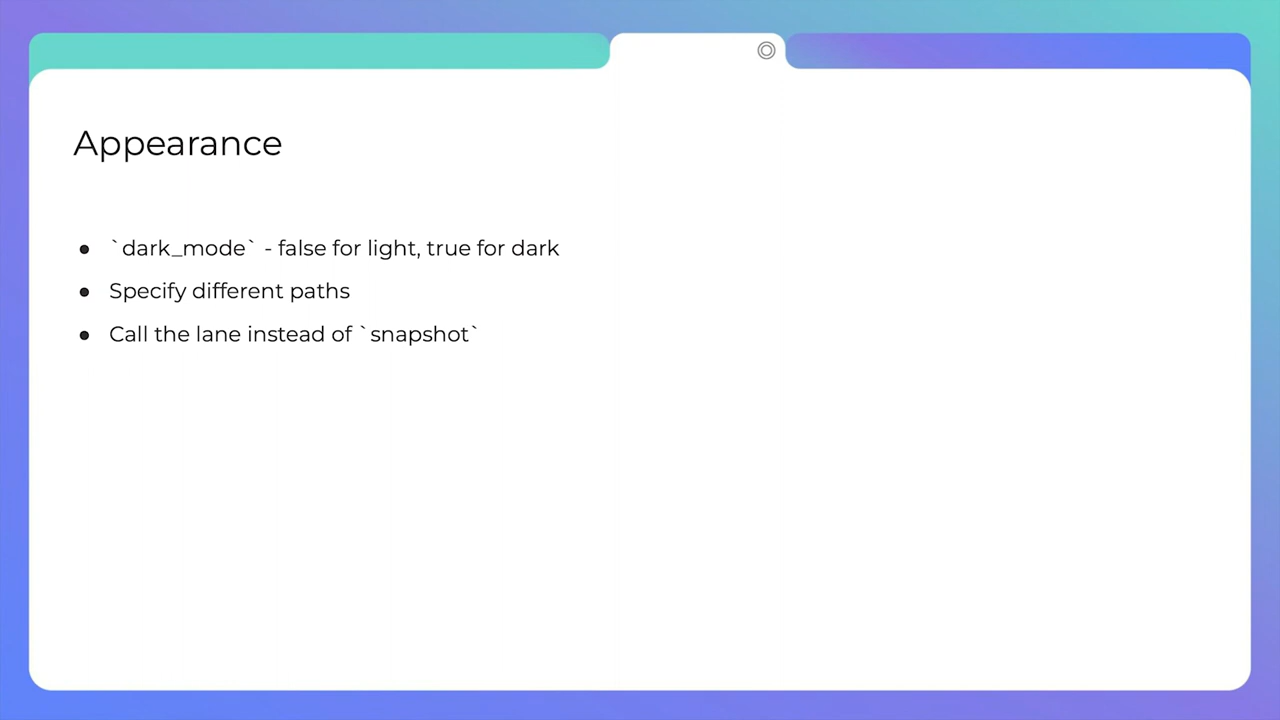 Appearance
● `dark_mode` - false for light, true for dark
● Specify different paths
● Call the lane instead of `snapshot`